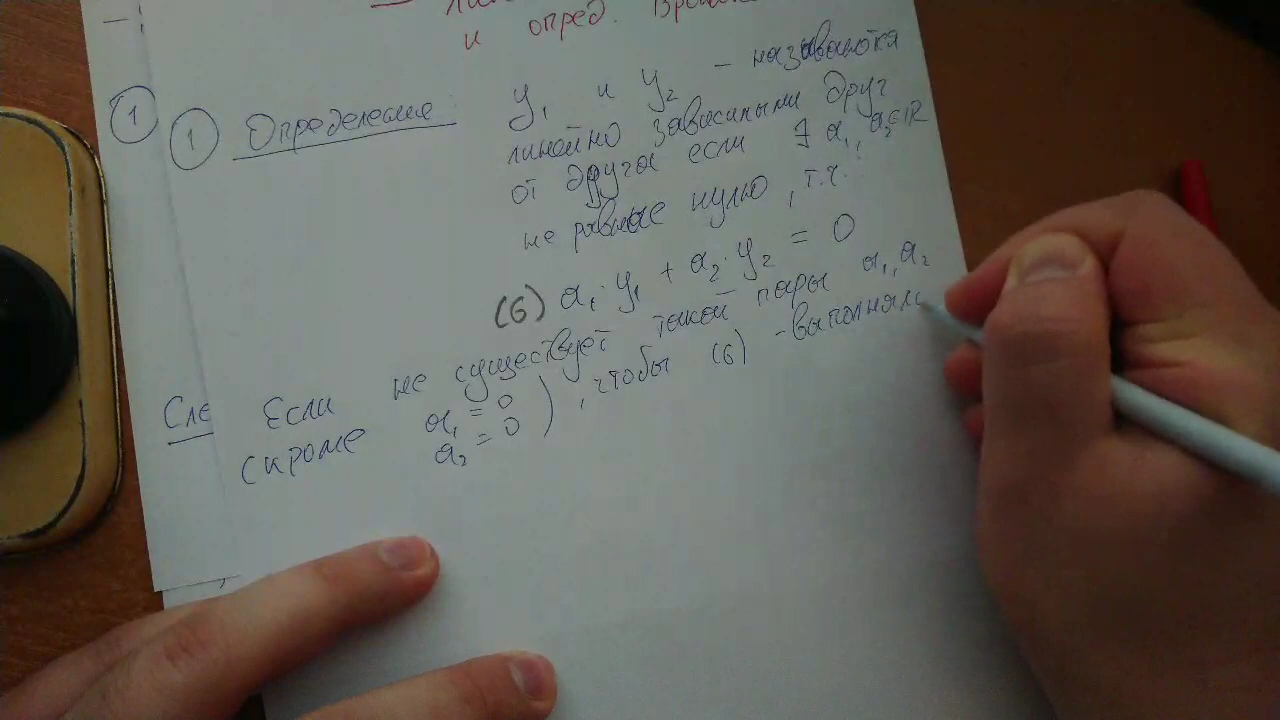 и опред. Врон
① ① Определение: y₁ и y₂ – называются
линейно зависимыми друг
от друга если ∃ α₁, α₂∈ℝ
не равные нулю, т.ч.:
(6) α₁·y₁ + α₂·y₂ = 0
Сле Если не существует такой пары α₁, α₂
(кроме α₁ = 0
α₂ = 0), чтобы (6) – выполнял